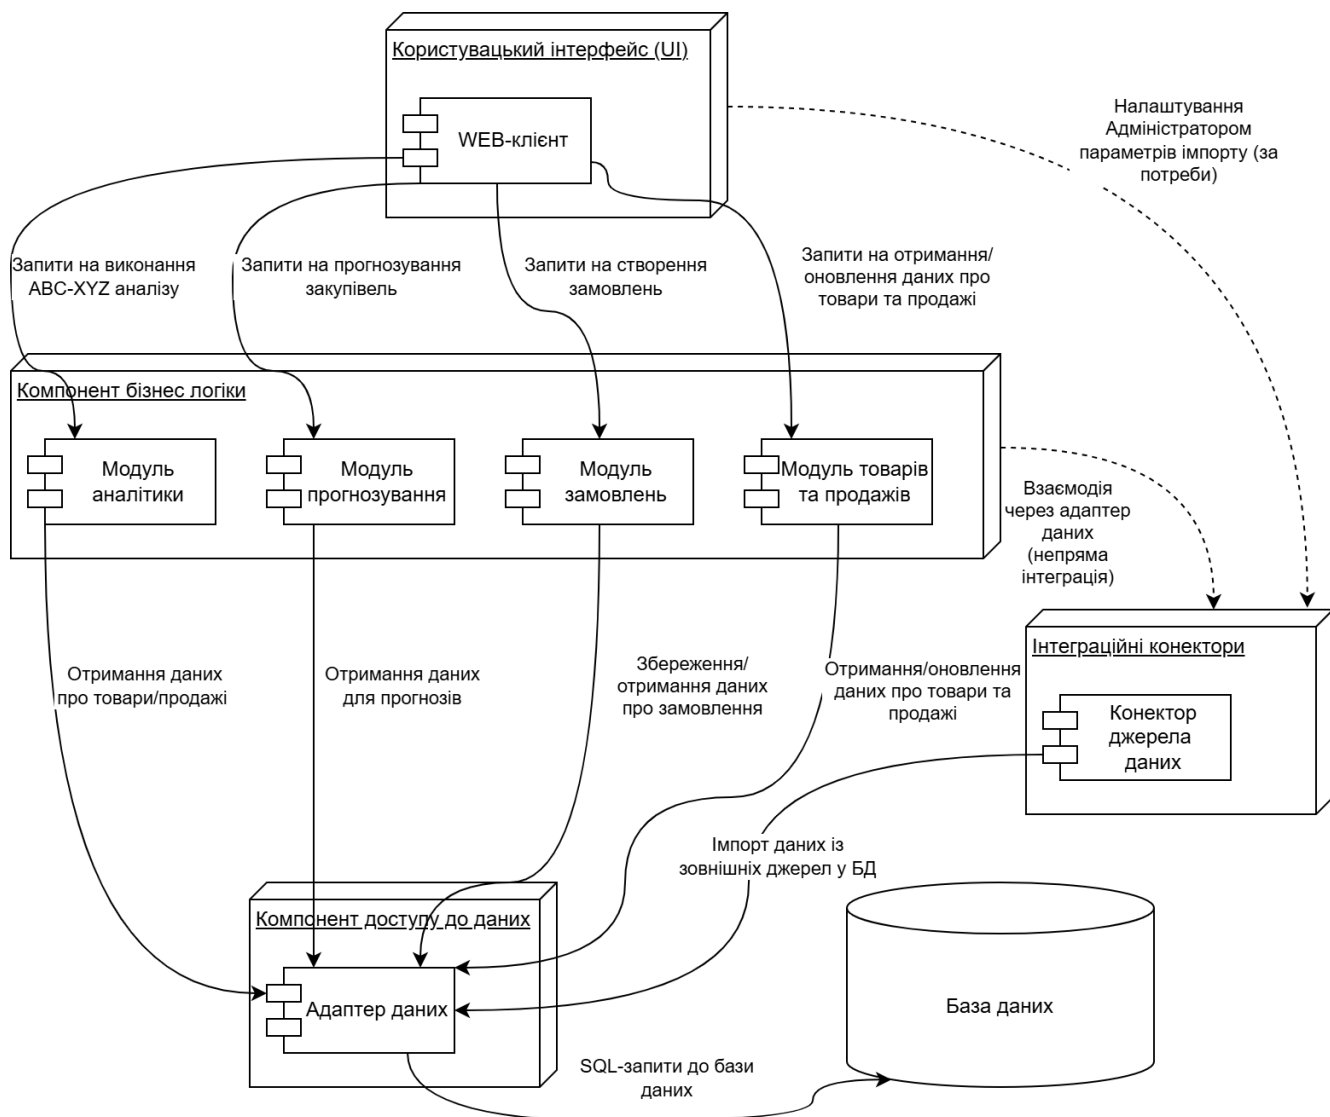 Користувацький інтерфейс (UI)
WEB-клієнт
Налаштування
Адміністратором
параметрів імпорту (за
потреби)
Запити на виконання
ABC-XYZ аналізу
Запити на прогнозування
закупівель
Запити на створення
замовлень
Запити на отримання/
оновлення даних про
товари та продажі
Компонент бізнес логіки
Модуль
аналітики
Модуль
прогнозування
Модуль
замовлень
Модуль товарів
та продажів
Взаємодія
через адаптер
даних
(непряма
інтеграція)
Інтеграційні конектори
Конектор
джерела
даних
Отримання даних
про товари/продажі
Отримання даних
для прогнозів
Збереження/
отримання даних
про замовлення
Отримання/оновлення
даних про товари та
продажі
Імпорт даних із
зовнішніх джерел у БД
Компонент доступу до даних
Адаптер даних
База даних
SQL-запити до бази
даних